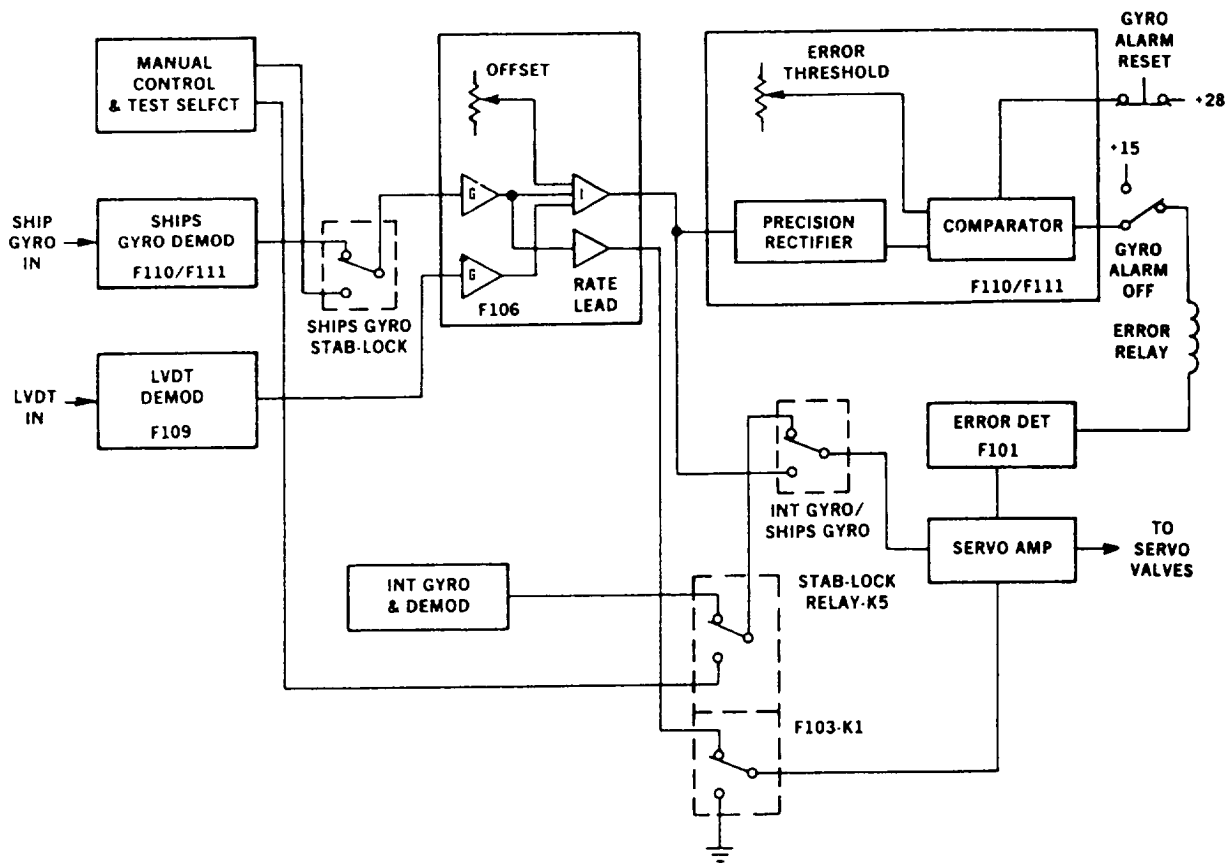 MANUAL
CONTROL
& TEST SELECT
OFFSET
ERROR
THRESHOLD
GYRO
ALARM
RESET
+28
+15
SHIP
GYRO
IN
SHIPS
GYRO DEMOD
F110/F111
G
I
G
RATE
LEAD
F106
PRECISION
RECTIFIER
COMPARATOR
F110/F111
GYRO
ALARM
OFF
SHIPS GYRO
STAB-LOCK
ERROR
RELAY
LVDT
IN
LVDT
DEMOD
F109
ERROR DET
F101
INT GYRO/
SHIPS GYRO
SERVO AMP
TO
SERVO
VALVES
INT GYRO
& DEMOD
STAB-LOCK
RELAY-K5
F103-K1